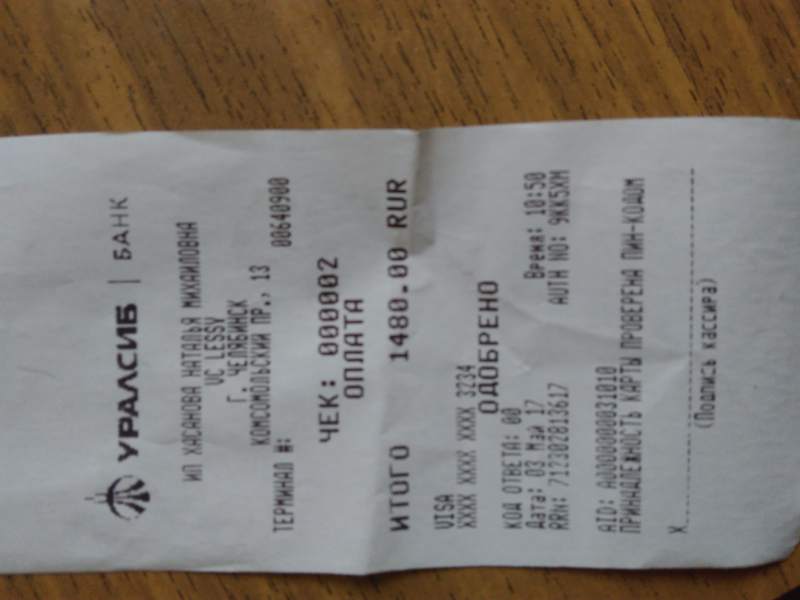 УРАЛСИБ | БАНК
ИП ХАСАНОВА НАТАЛЬЯ МИХАЙЛОВНА
VC LESSY
Г. ЧЕЛЯБИНСК
КОМСОМОЛЬСКИЙ ПР., 13
ТЕРМИНАЛ #: 00640900
ЧЕК: 000002
ОПЛАТА
ИТОГО 1480.00 RUR
VISA
XXXX XXXX XXXX 3234
ОДОБРЕНО
КОД ОТВЕТА: 00
Дата: 03 Май 17 Время: 10:50
RRN: 712302813617 AUTH NO: 9KK5XM
AID: A0000000031010
ПРИНАДЛЕЖНОСТЬ КАРТЫ ПРОВЕРЕНА ПИН-КОДОМ
X
(Подпись кассира)